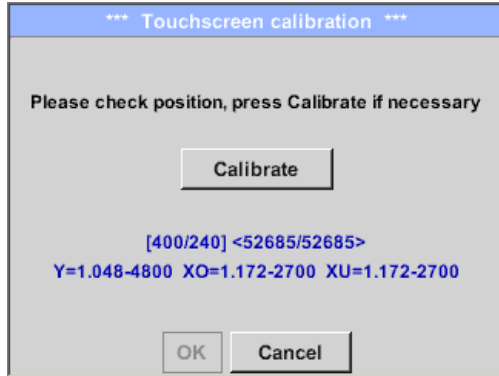 *** Touchscreen calibration ***
Please check position, press Calibrate if necessary
Calibrate
[400/240] <52685/52685>
Y=1.048-4800 XO=1.172-2700 XU=1.172-2700
OK Cancel